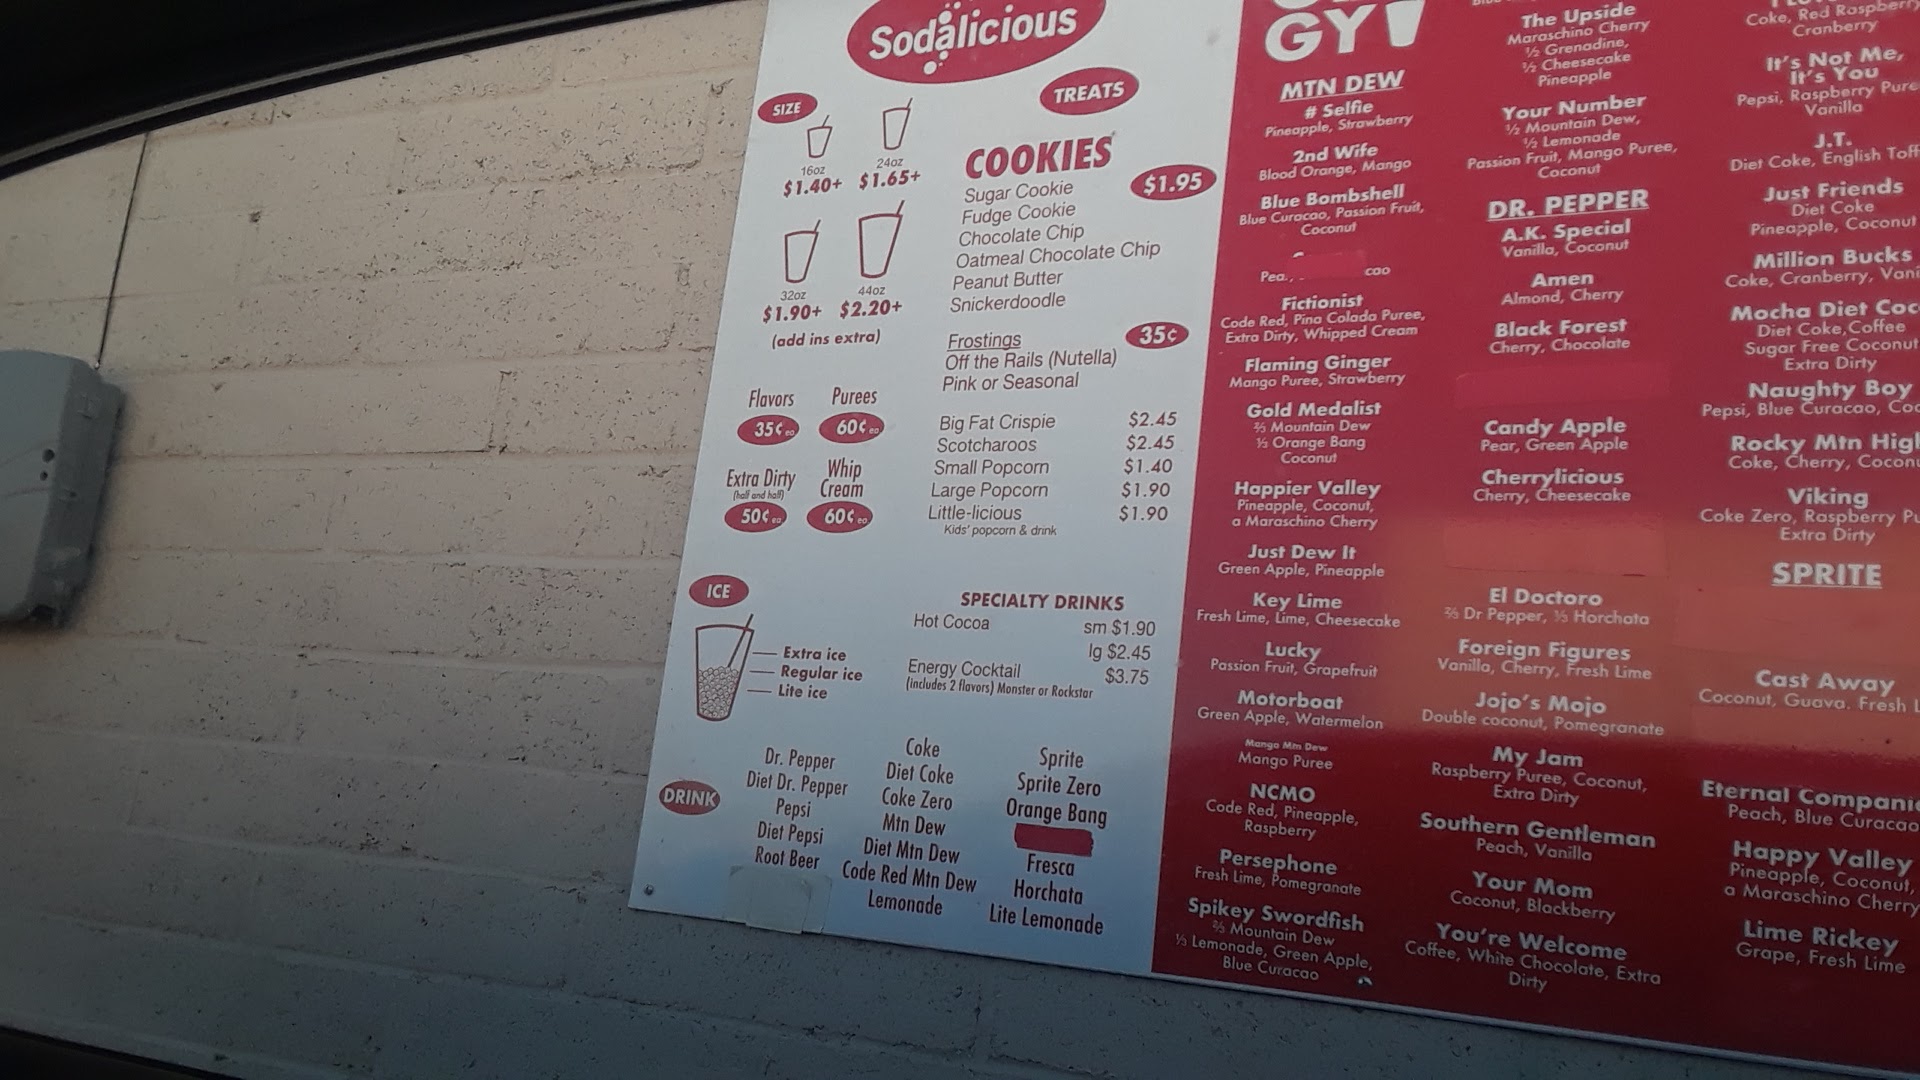 Sodalicious
SIZE
16oz
$1.40+
24oz
$1.65+
32oz
$1.90+
44oz
$2.20+
(add ins extra)
Flavors
35¢ ea
Purees
60¢ ea
Extra Dirty
(half and half)
50¢ ea
Whip
Cream
60¢ ea
ICE
Extra ice
Regular ice
Lite ice
TREATS
COOKIES
$1.95
Sugar Cookie
Fudge Cookie
Chocolate Chip
Oatmeal Chocolate Chip
Peanut Butter
Snickerdoodle
Frostings
35¢
Off the Rails (Nutella)
Pink or Seasonal
Big Fat Crispie $2.45
Scotcharoos $2.45
Small Popcorn $1.40
Large Popcorn $1.90
Little-licious $1.90
Kids' popcorn & drink
SPECIALTY DRINKS
Hot Cocoa sm $1.90
lg $2.45
Energy Cocktail $3.75
(includes 2 flavors) Monster or Rockstar
DRINK
Dr. Pepper
Diet Dr. Pepper
Pepsi
Diet Pepsi
Root Beer
Coke
Diet Coke
Coke Zero
Mtn Dew
Diet Mtn Dew
Code Red Mtn Dew
Lemonade
Sprite
Sprite Zero
Orange Bang
Fresca
Horchata
Lite Lemonade
GY
MTN DEW
# Selfie
Pineapple, Strawberry
2nd Wife
Blood Orange, Mango
Blue Bombshell
Blue Curacao, Passion Fruit,
Coconut
Fictionist
Code Red, Pina Colada Puree,
Extra Dirty, Whipped Cream
Flaming Ginger
Mango Puree, Strawberry
Gold Medalist
⅔ Mountain Dew
⅓ Orange Bang
Coconut
Happier Valley
Pineapple, Coconut,
a Maraschino Cherry
Just Dew It
Green Apple, Pineapple
Key Lime
Fresh Lime, Lime, Cheesecake
Lucky
Passion Fruit, Grapefruit
Motorboat
Green Apple, Watermelon
Mango Mtn Dew
Mango Puree
NCMO
Code Red, Pineapple,
Raspberry
Persephone
Fresh Lime, Pomegranate
Spikey Swordfish
⅔ Mountain Dew
⅓ Lemonade, Green Apple,
Blue Curacao
The Upside
Maraschino Cherry
½ Grenadine,
½ Cheesecake
Pineapple
Your Number
½ Mountain Dew,
½ Lemonade
Passion Fruit, Mango Puree,
Coconut
DR. PEPPER
A.K. Special
Vanilla, Coconut
Amen
Almond, Cherry
Black Forest
Cherry, Chocolate
Candy Apple
Pear, Green Apple
Cherrylicious
Cherry, Cheesecake
El Doctoro
⅔ Dr Pepper, ⅓ Horchata
Foreign Figures
Vanilla, Cherry, Fresh Lime
Jojo's Mojo
Double coconut, Pomegranate
My Jam
Raspberry Puree, Coconut,
Extra Dirty
Southern Gentleman
Peach, Vanilla
Your Mom
Coconut, Blackberry
You're Welcome
Coffee, White Chocolate, Extra
Dirty
Coke, Red Raspberry
Cranberry
It's Not Me,
It's You
Pepsi, Raspberry Pure
Vanilla
J.T.
Diet Coke, English Toff
Just Friends
Diet Coke
Pineapple, Coconut
Million Bucks
Coke, Cranberry, Vani
Mocha Diet Coc
Diet Coke, Coffee
Sugar Free Coconut
Extra Dirty
Naughty Boy
Pepsi, Blue Curacao, Coc
Rocky Mtn High
Coke, Cherry, Coconu
Viking
Coke Zero, Raspberry Pu
Extra Dirty
SPRITE
Cast Away
Coconut, Guava. Fresh L
Eternal Companio
Peach, Blue Curacao
Happy Valley
Pineapple, Coconut,
a Maraschino Cherry
Lime Rickey
Grape, Fresh Lime